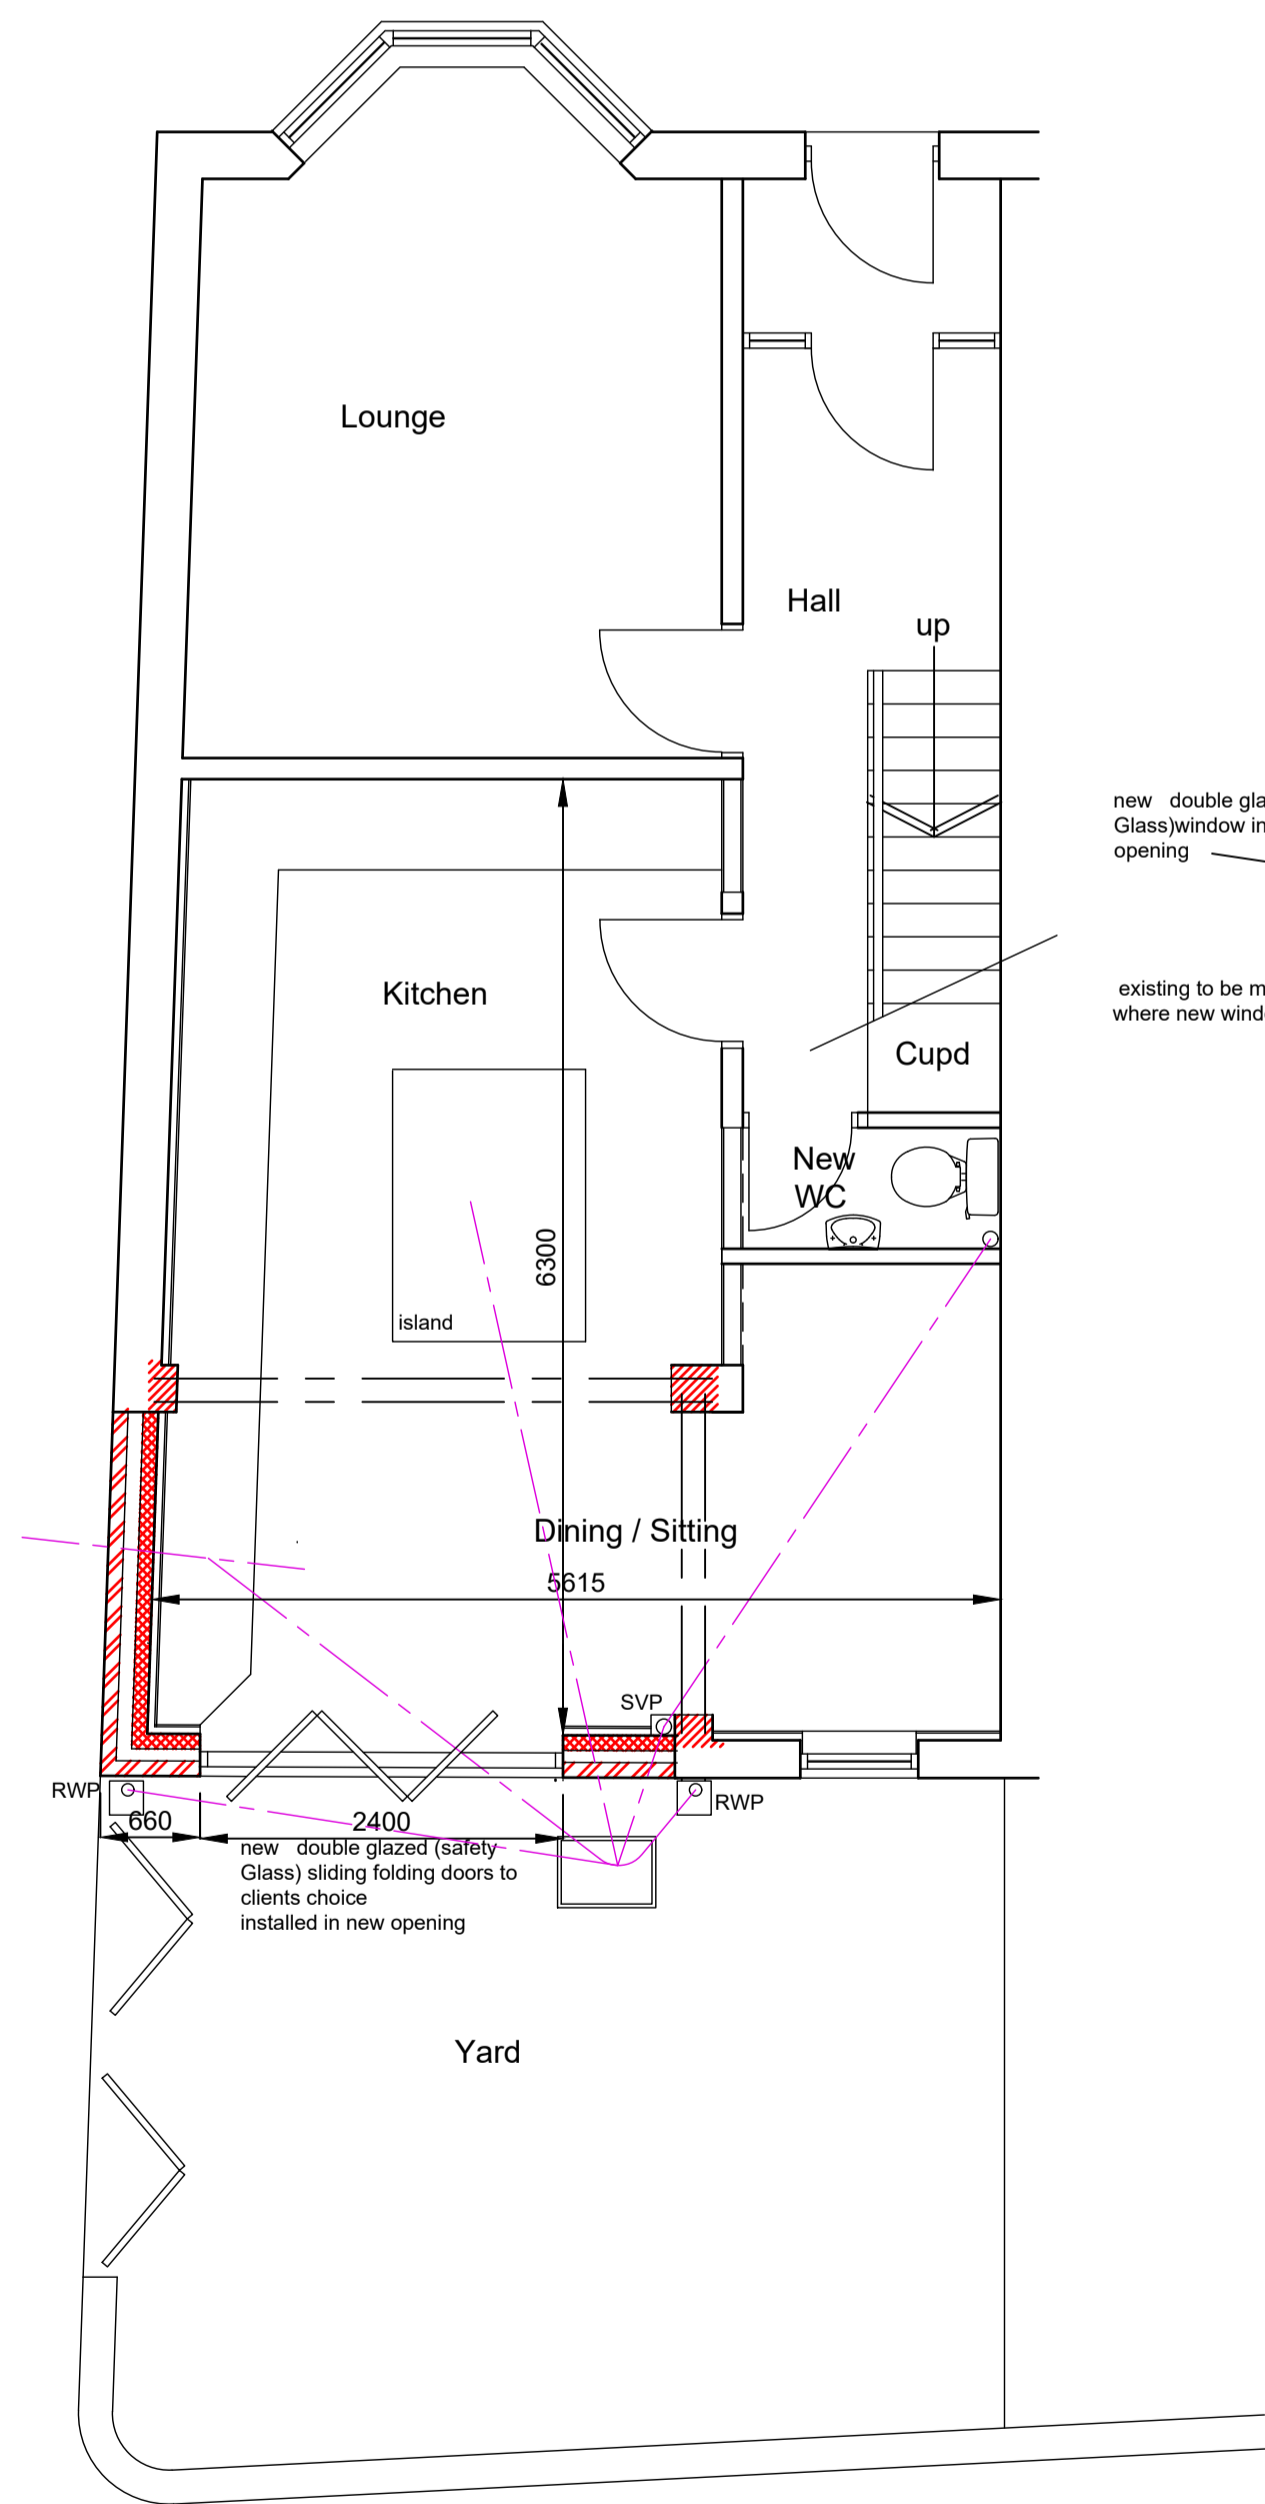 Lounge
Hall
up
new double gla
Glass)window in
opening
Kitchen
existing to be m
where new wind
Cupd
New
WC
6300
island
Dining / Sitting
5615
SVP
RWP
RWP
660
2400
new double glazed (safety
Glass) sliding folding doors to
clients choice
installed in new opening
Yard